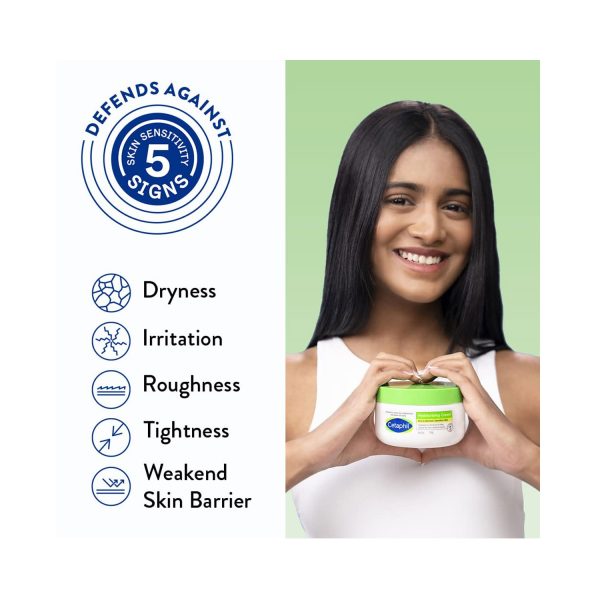 DEFENDS AGAINST
5
SKIN SENSITIVITY
SIGNS
Dryness
Irritation
Roughness
Tightness
Weakend
Skin Barrier
Moisturising Cream
Cetaphil